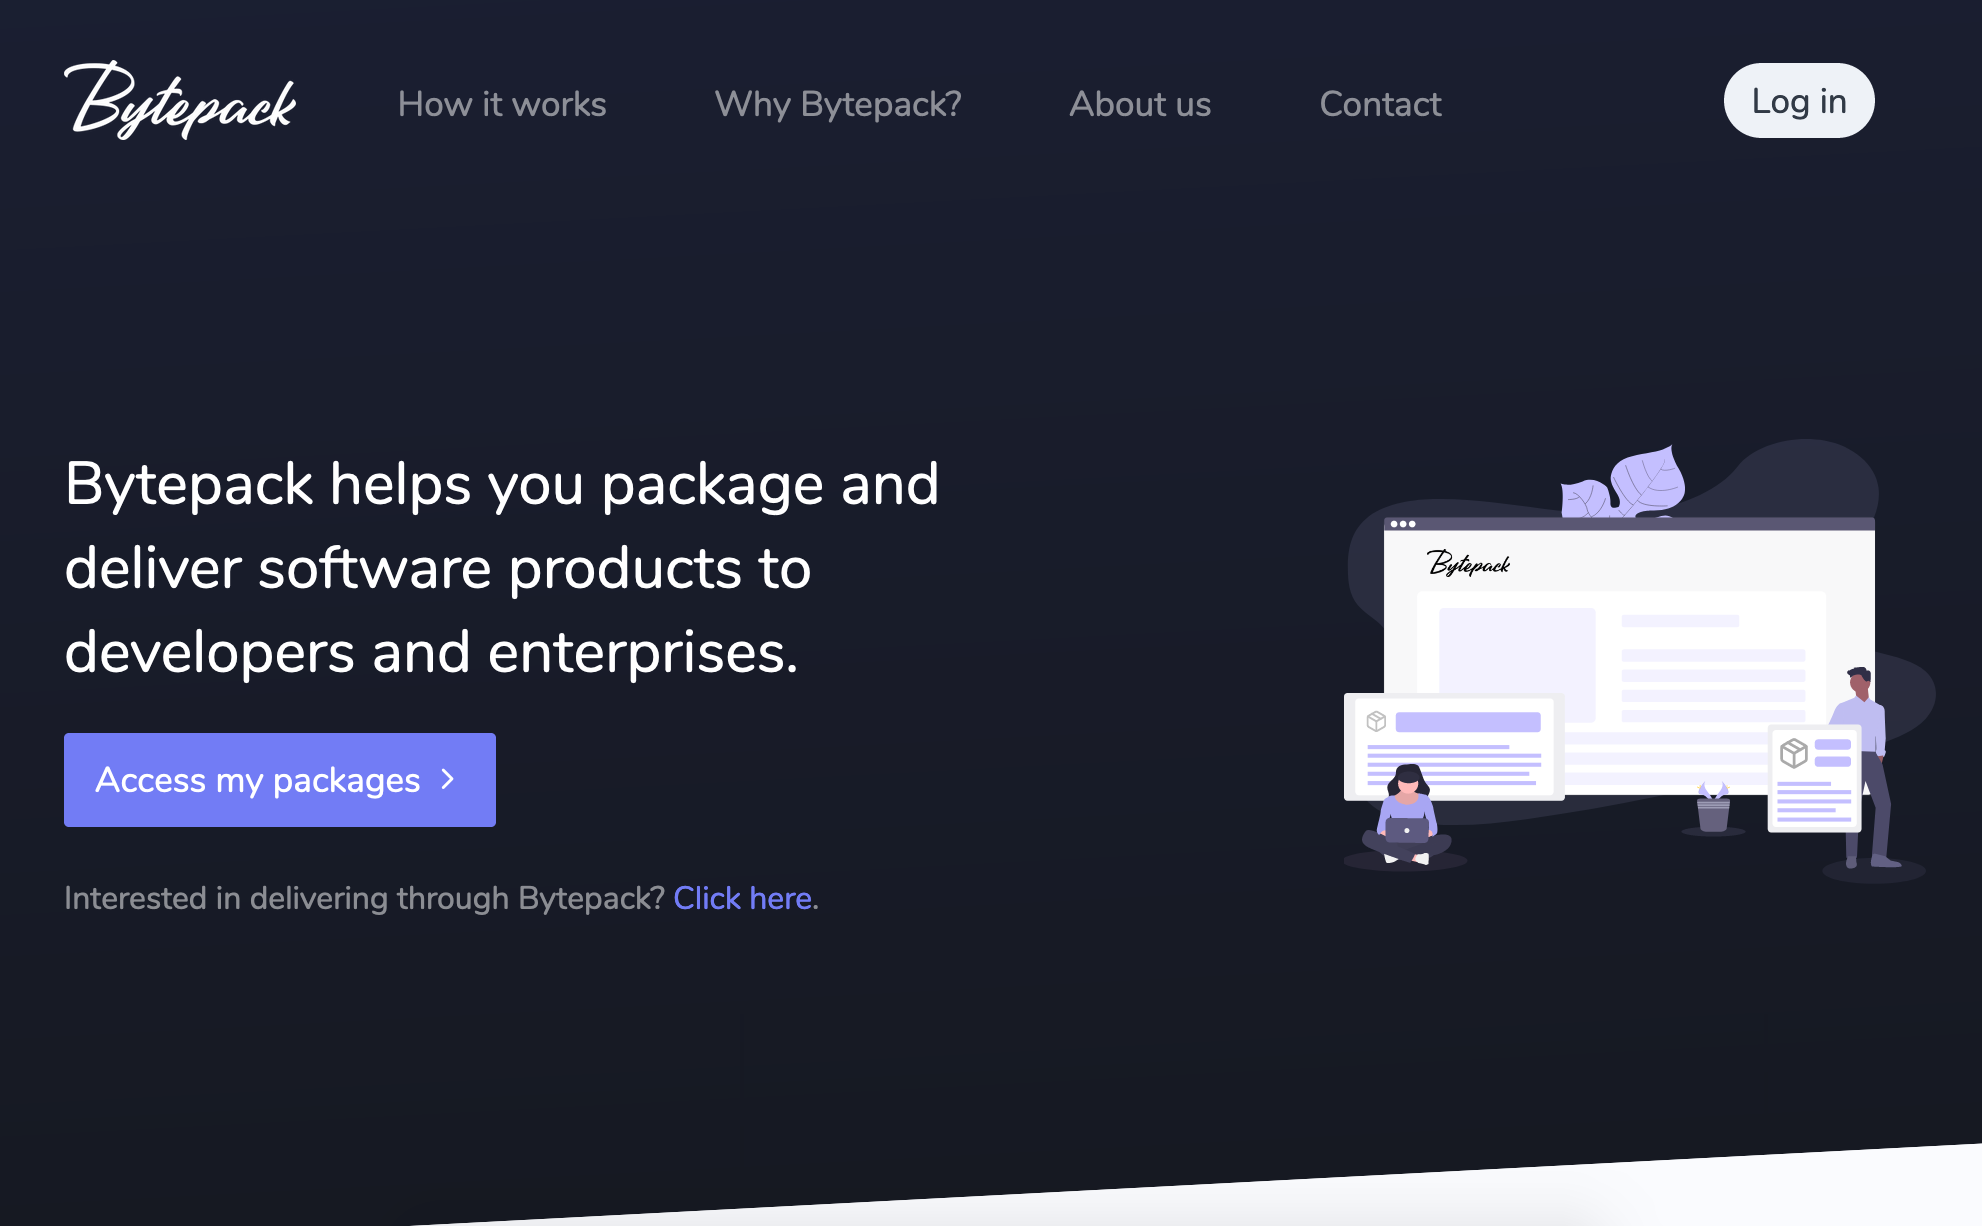 Bytepack
How it works
Why Bytepack?
About us
Contact
Log in
Bytepack helps you package and
deliver software products to
developers and enterprises.
Access my packages
Interested in delivering through Bytepack? Click here.
Bytepack